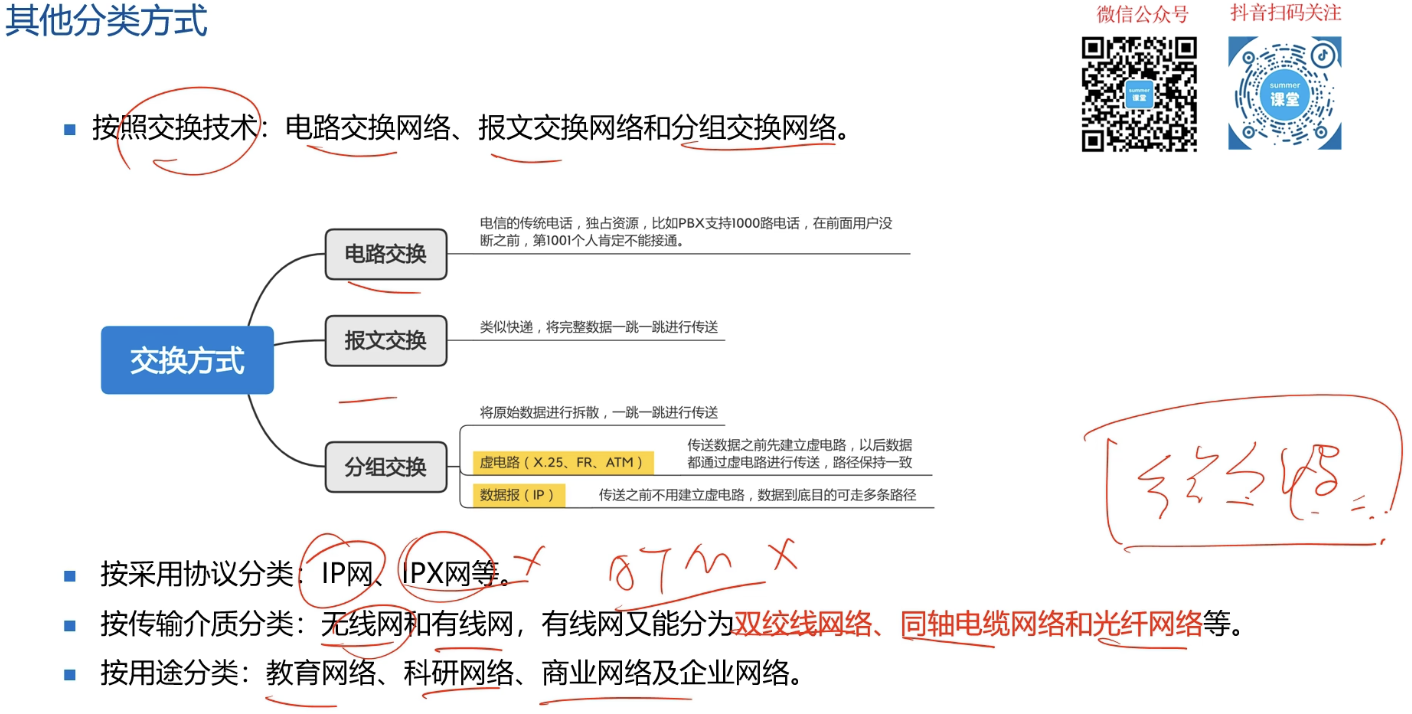 其他分类方式
微信公众号
抖音扫码关注
summer
课堂
summer
课堂
按照交换技术：电路交换网络、报文交换网络和分组交换网络。
交换方式
电路交换
电信的传统电话，独占资源，比如PBX支持1000路电话，在前面用户没
断之前，第1001个人肯定不能接通。
报文交换
类似快递，将完整数据一跳一跳进行传送
分组交换
将原始数据进行拆散，一跳一跳进行传送
虚电路（X.25、FR、ATM）
传送数据之前先建立虚电路，以后数据
都通过虚电路进行传送，路径保持一致
数据报（IP）
传送之前不用建立虚电路，数据到底目的可走多条路径
按采用协议分类：IP网、IPX网等。
ATM X
按传输介质分类：无线网和有线网，有线网又能分为双绞线网络、同轴电缆网络和光纤网络等。
按用途分类：教育网络、科研网络、商业网络及企业网络。